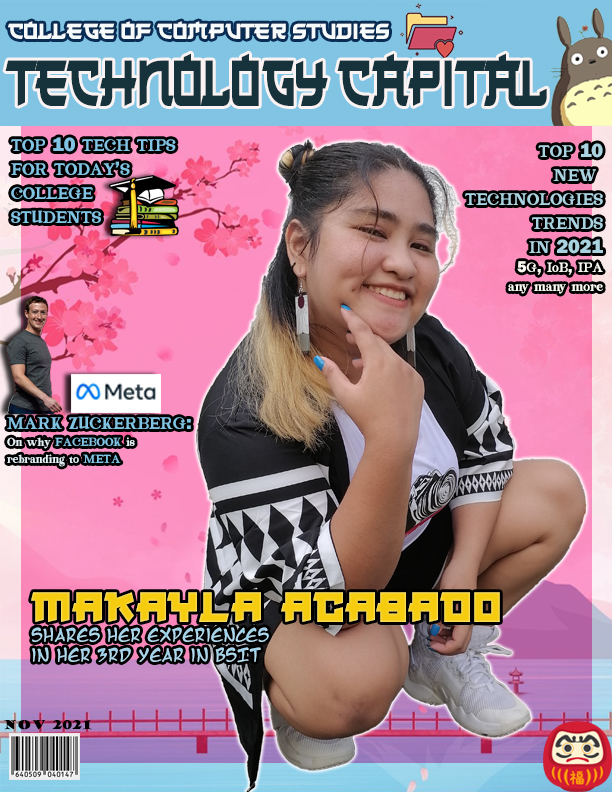 COLLEGE OF COMPUTER STUDIES
TECHNOLOGY CAPITAL
TOP 10 TECH TIPS
FOR TODAY'S
COLLEGE
STUDENTS
TOP 10
NEW
TECHNOLOGIES
TRENDS
IN 2021
5G, IoB, IPA
any many more
Meta
MARK ZUCKERBERG:
On why FACEBOOK is
rebranding to META
MAKAYLA AGABADO
SHARES HER EXPERIENCES
IN HER 3RD YEAR IN BSIT
NOV 2021
640509 040147
福